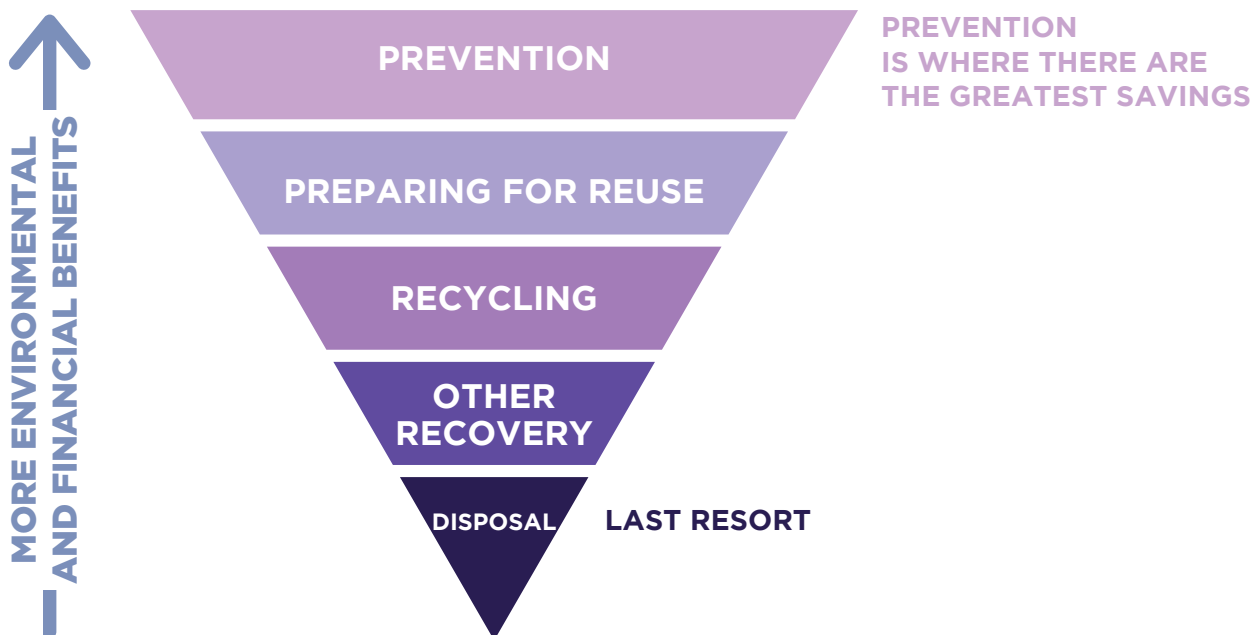 MORE ENVIRONMENTAL
AND FINANCIAL BENEFITS
PREVENTION
PREVENTION
IS WHERE THERE ARE
THE GREATEST SAVINGS
PREPARING FOR REUSE
RECYCLING
OTHER
RECOVERY
DISPOSAL
LAST RESORT